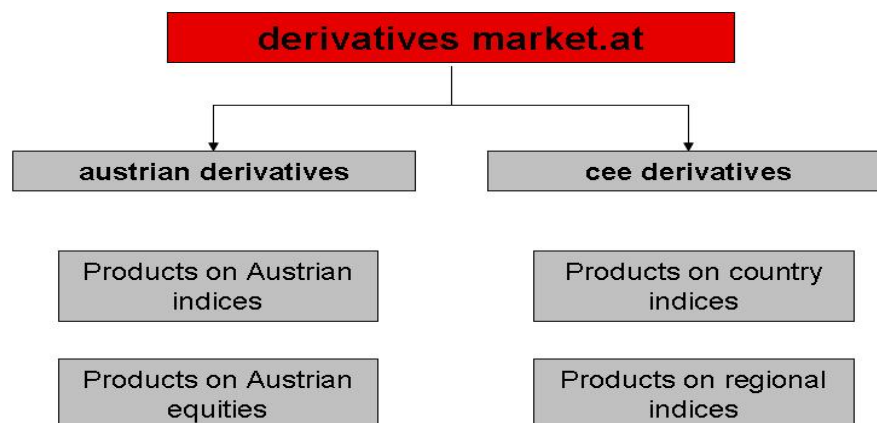 derivatives market.at
austrian derivatives
cee derivatives
Products on Austrian
indices
Products on country
indices
Products on Austrian
equities
Products on regional
indices